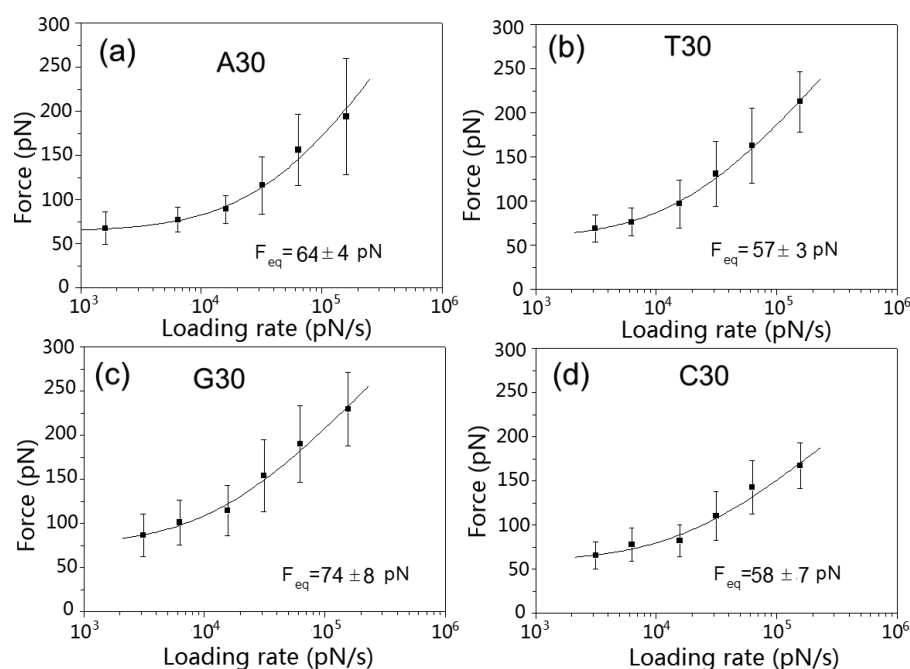 (a) A30
Force (pN)
300
250
200
150
100
50
0
F_eq=64±4 pN
10^3 10^4 10^5 10^6
Loading rate (pN/s)
(b) T30
Force (pN)
300
250
200
150
100
50
0
F_eq=57±3 pN
10^3 10^4 10^5 10^6
Loading rate (pN/s)
(c) G30
Force (pN)
300
250
200
150
100
50
0
F_eq=74±8 pN
10^3 10^4 10^5 10^6
Loading rate (pN/s)
(d) C30
Force (pN)
300
250
200
150
100
50
0
F_eq=58±7 pN
10^3 10^4 10^5 10^6
Loading rate (pN/s)